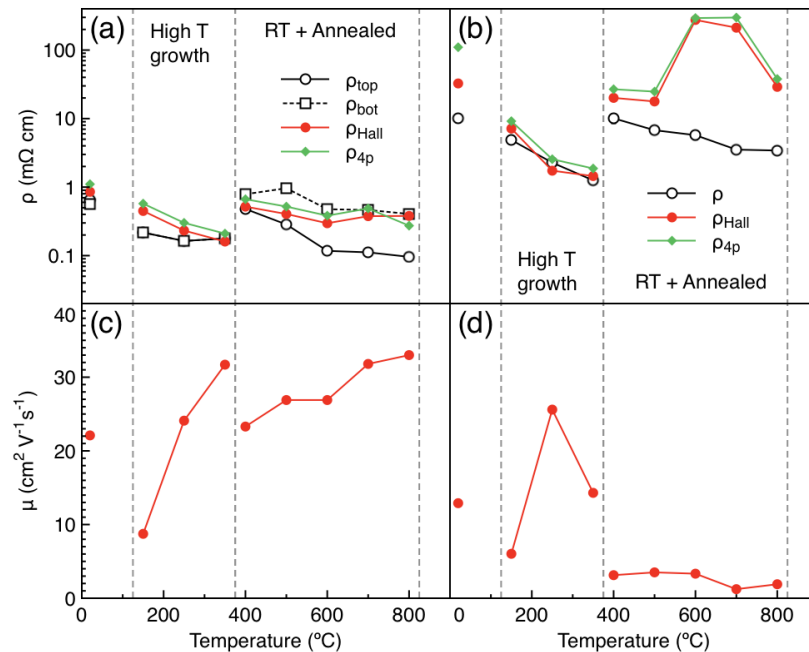 (a)
High T
growth
RT + Annealed
ρtop
ρbot
ρHall
ρ4p
100
10
1
0.1
ρ (mΩ cm)
(b)
ρ
ρHall
ρ4p
High T
growth
RT + Annealed
(c)
40
30
20
10
0
μ (cm² V⁻¹s⁻¹)
0
200
400
600
800
Temperature (ºC)
(d)
0
200
400
600
800
Temperature (ºC)